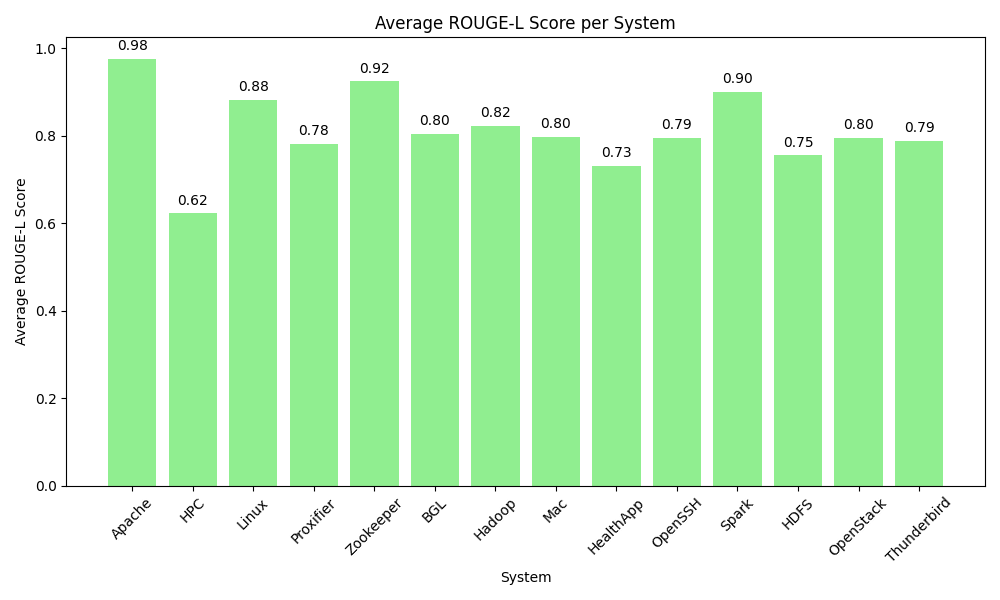 Average ROUGE-L Score per System
Average ROUGE-L Score
1.0
0.8
0.6
0.4
0.2
0.0
0.98
0.62
0.88
0.78
0.92
0.80
0.82
0.80
0.73
0.79
0.90
0.75
0.80
0.79
Apache
HPC
Linux
Proxifier
Zookeeper
BGL
Hadoop
Mac
HealthApp
OpenSSH
Spark
HDFS
OpenStack
Thunderbird
System